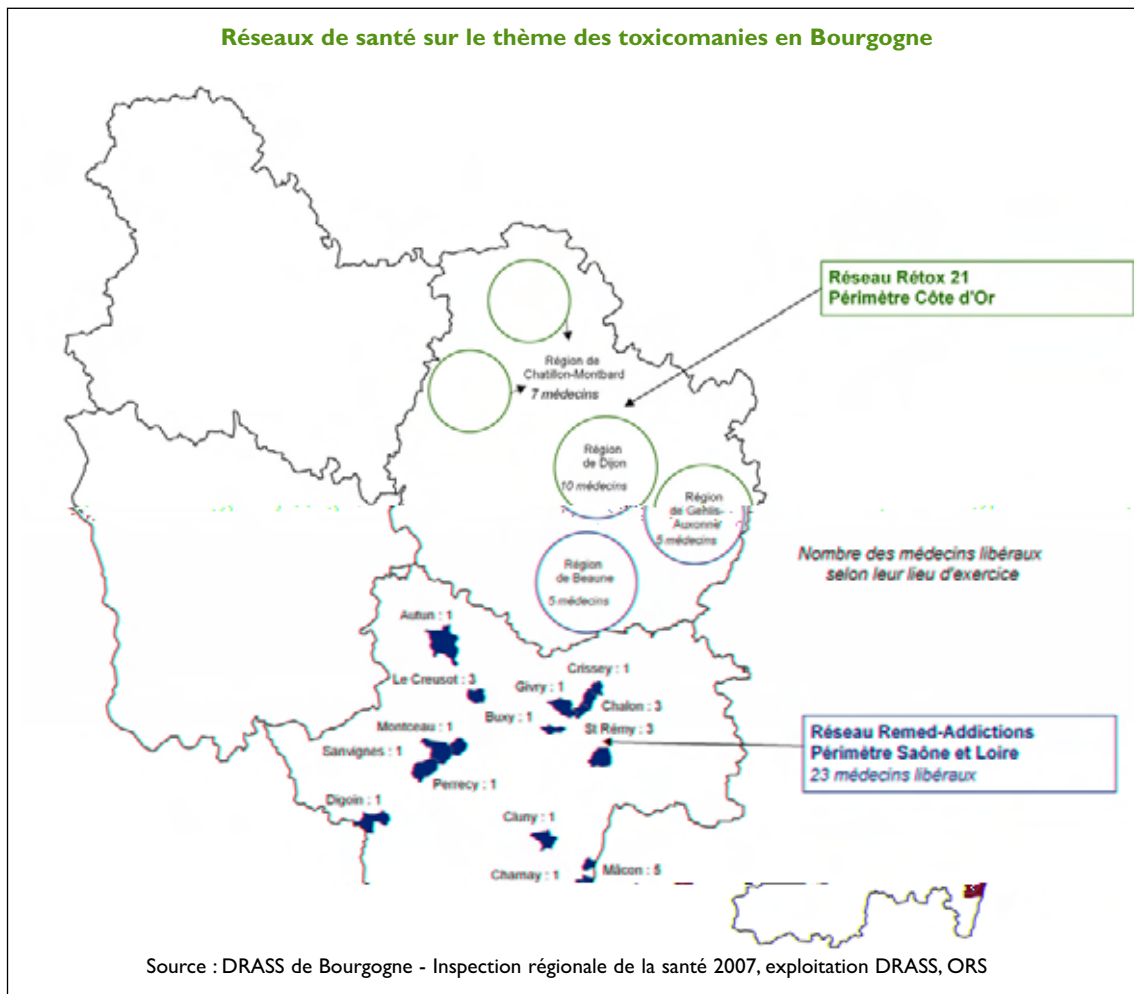 Réseaux de santé sur le thème des toxicomanies en Bourgogne
Réseau Rétox 21
Périmètre Côte d'Or
Région de
Chatillon-Montbard
7 médecins
Région
de Dijon
10 médecins
Région
de Genlis-
Auxonne
5 médecins
Région
de Beaune
5 médecins
Nombre des médecins libéraux
selon leur lieu d'exercice
Autun : 1
Le Creusot : 3
Crissey : 1
Givry : 1
Chalon : 3
Buxy : 1
St Rémy : 3
Montceau : 1
Sanvignes : 1
Perrecy : 1
Réseau Remed-Addictions
Périmètre Saône et Loire
23 médecins libéraux
Digoin : 1
Cluny : 1
Charnay : 1
Mâcon : 5
Source : DRASS de Bourgogne - Inspection régionale de la santé 2007, exploitation DRASS, ORS